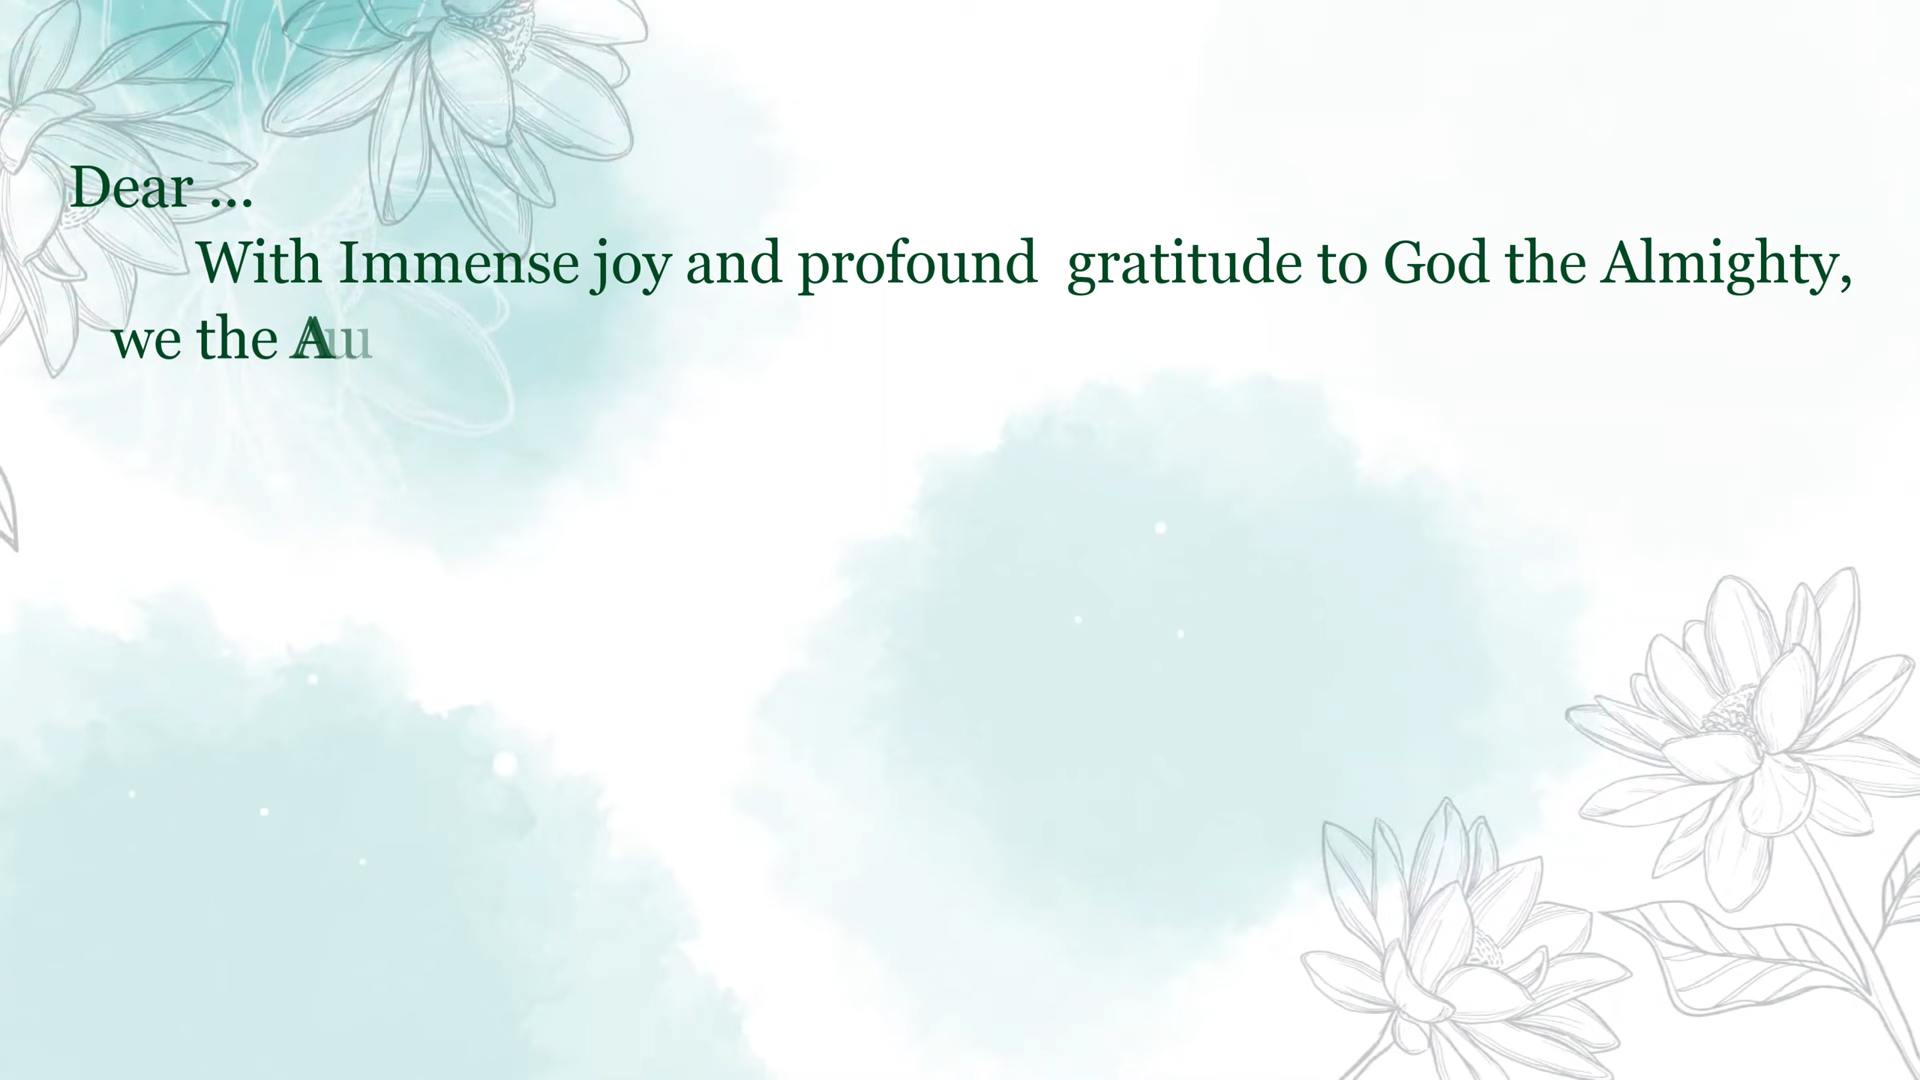 Dear ...
With Immense joy and profound gratitude to God the Almighty,
we the Au